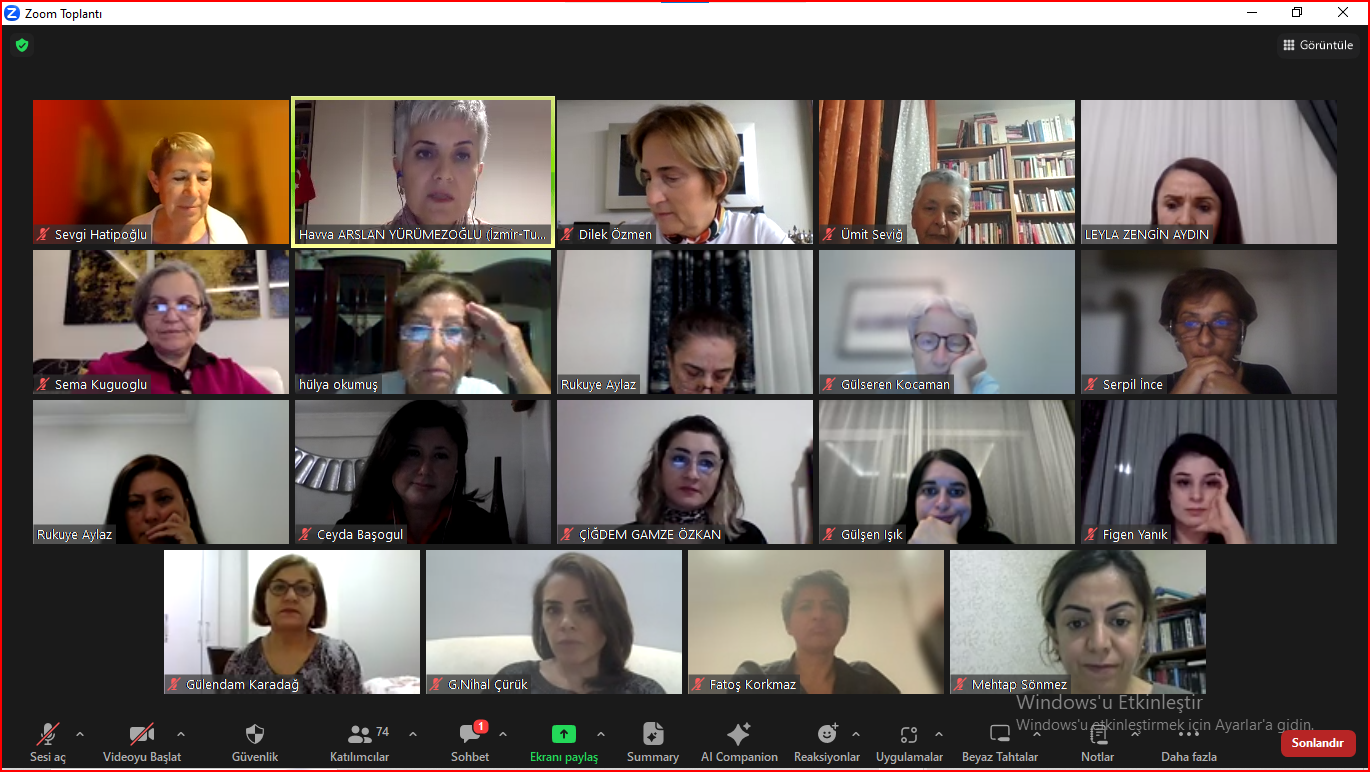 Zoom Toplantı
Görüntüle
Sevgi Hatipoğlu
Havva ARSLAN YÜRÜMEZOĞLU (İzmir-Tu...
Dilek Özmen
Ümit Seviğ
LEYLA ZENGİN AYDIN
Sema Kuguoglu
hülya okumuş
Rukuye Aylaz
Gülseren Kocaman
Serpil İnce
Rukuye Aylaz
Ceyda Başogul
ÇİĞDEM GAMZE ÖZKAN
Gülşen Işık
Figen Yanık
Gülendam Karadağ
G.Nihal Çürük
Fatoş Korkmaz
Mehtap Sönmez
Windows'u Etkinleştir
Windows'u etkinleştirmek için Ayarlar'a gidin.
Sesi aç
Videoyu Başlat
Güvenlik
74
Katılımcılar
1
Sohbet
Ekranı paylaş
Summary
AI Companion
Reaksiyonlar
Uygulamalar
Beyaz Tahtalar
Notlar
Daha fazla
Sonlandır